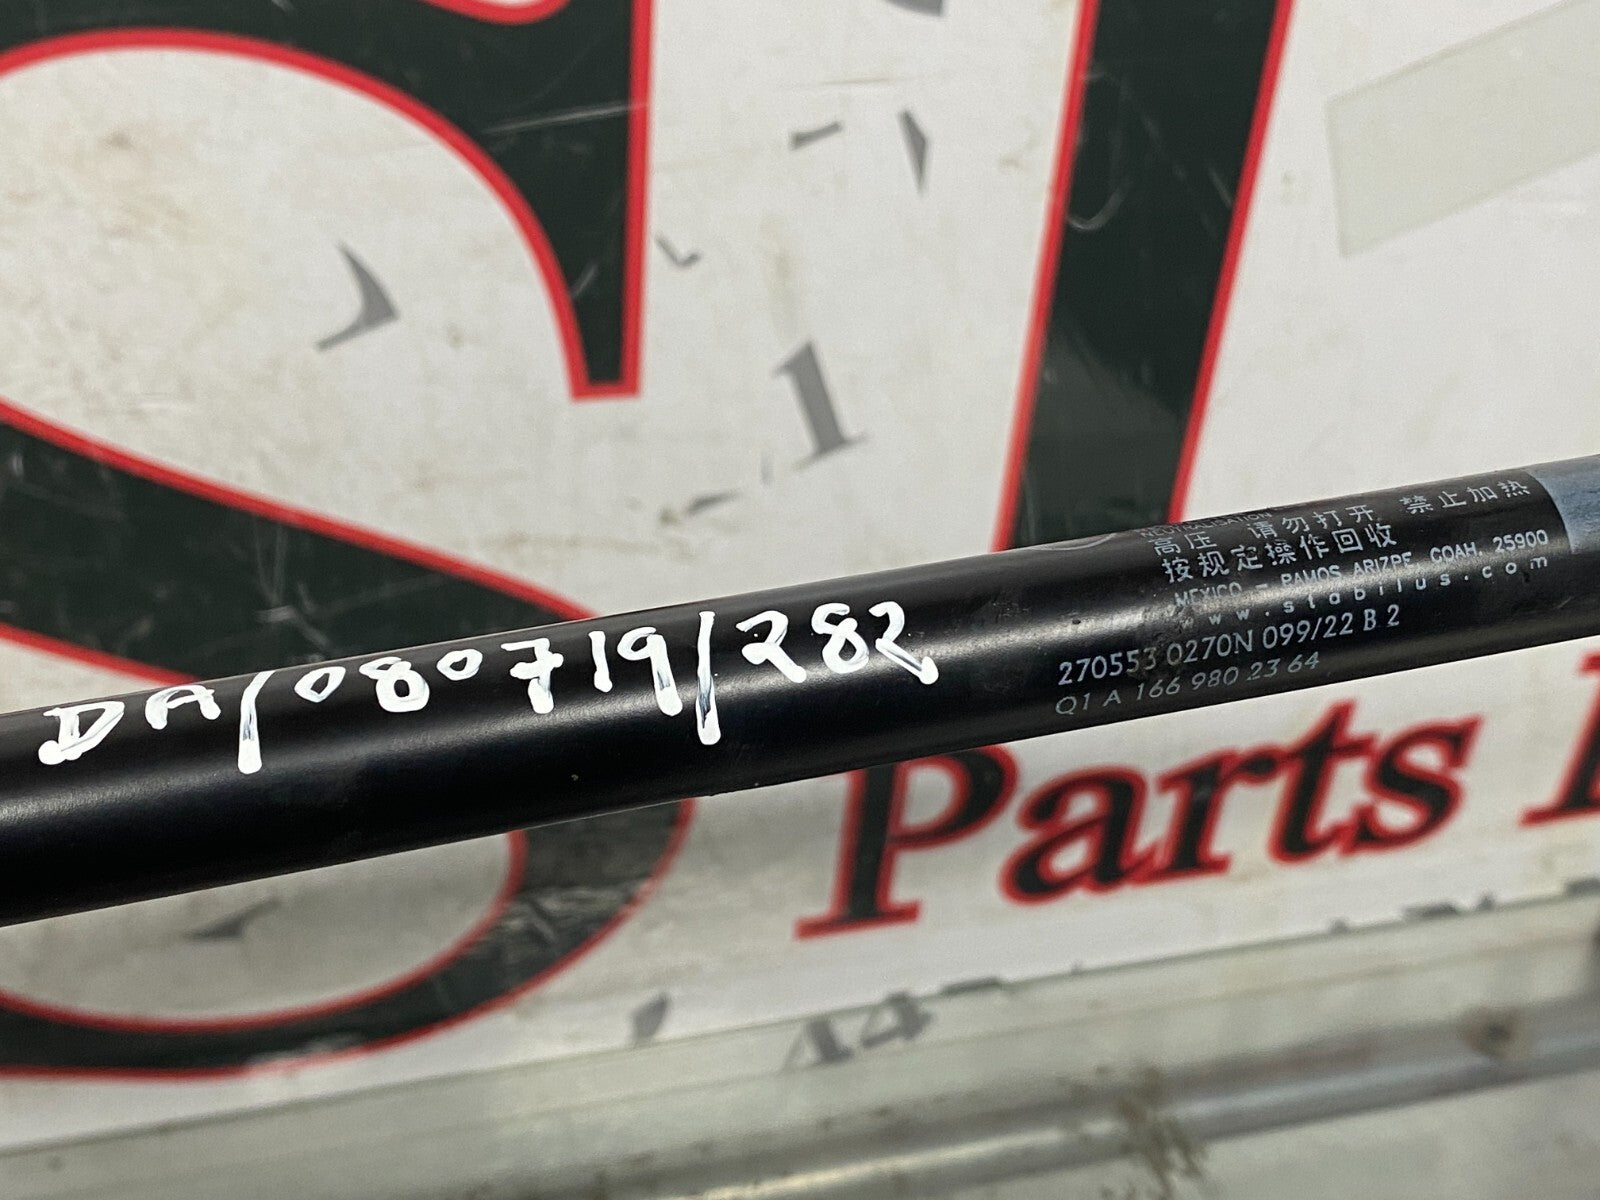 NEUTRALISATION
高压 请勿打开 禁止加热
按规定操作回收
MEXICO - RAMOS ARIZPE COAH. 25900
www.stabilus.com
270553 0270N 099/22 B 2
Q1 A 166 980 23 64
DA/080719/282
Parts